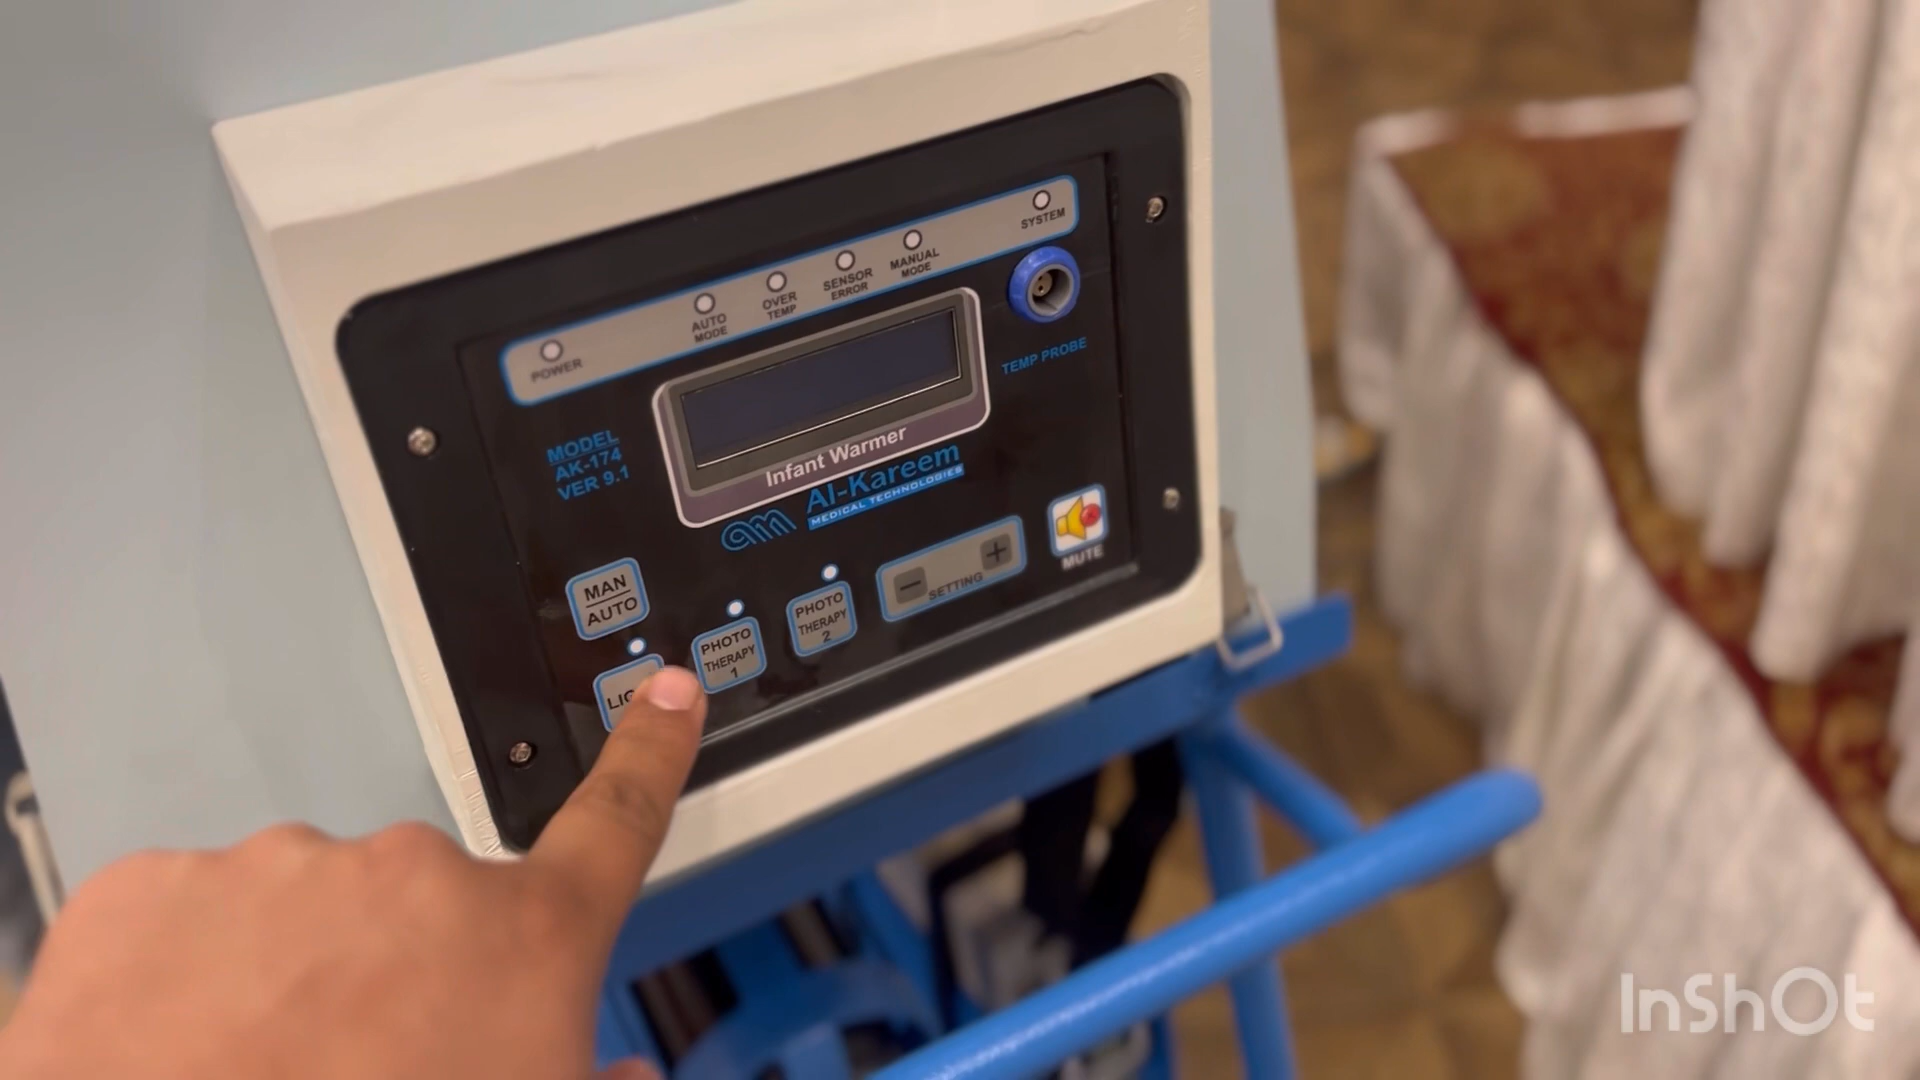 SYSTEM
MANUAL
MODE
SENSOR
ERROR
OVER
TEMP
AUTO
MODE
POWER
TEMP PROBE
MODEL
AK-174
VER 9.1
Infant Warmer
am
Al-Kareem
MEDICAL TECHNOLOGIES
MAN
AUTO
PHOTO
THERAPY
1
PHOTO
THERAPY
2
− SETTING +
MUTE
InShOt